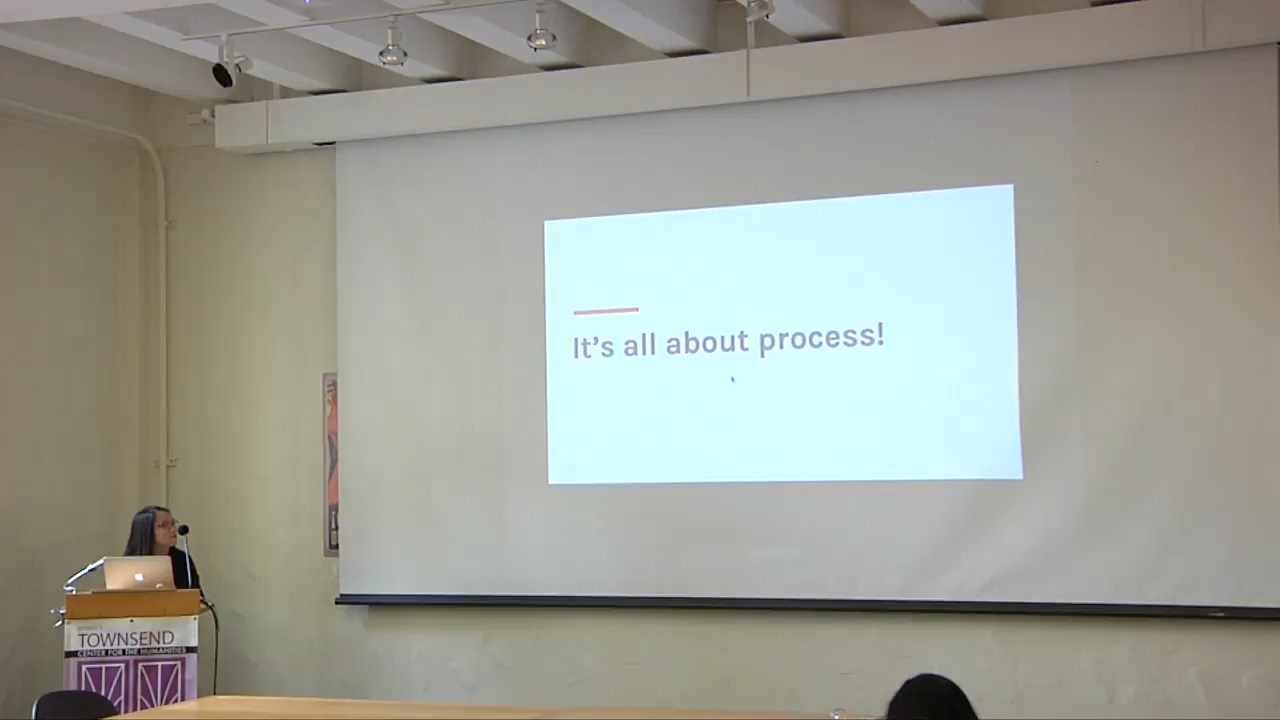 It's all about process!
TOWNSEND
CENTER FOR THE HUMANITIES